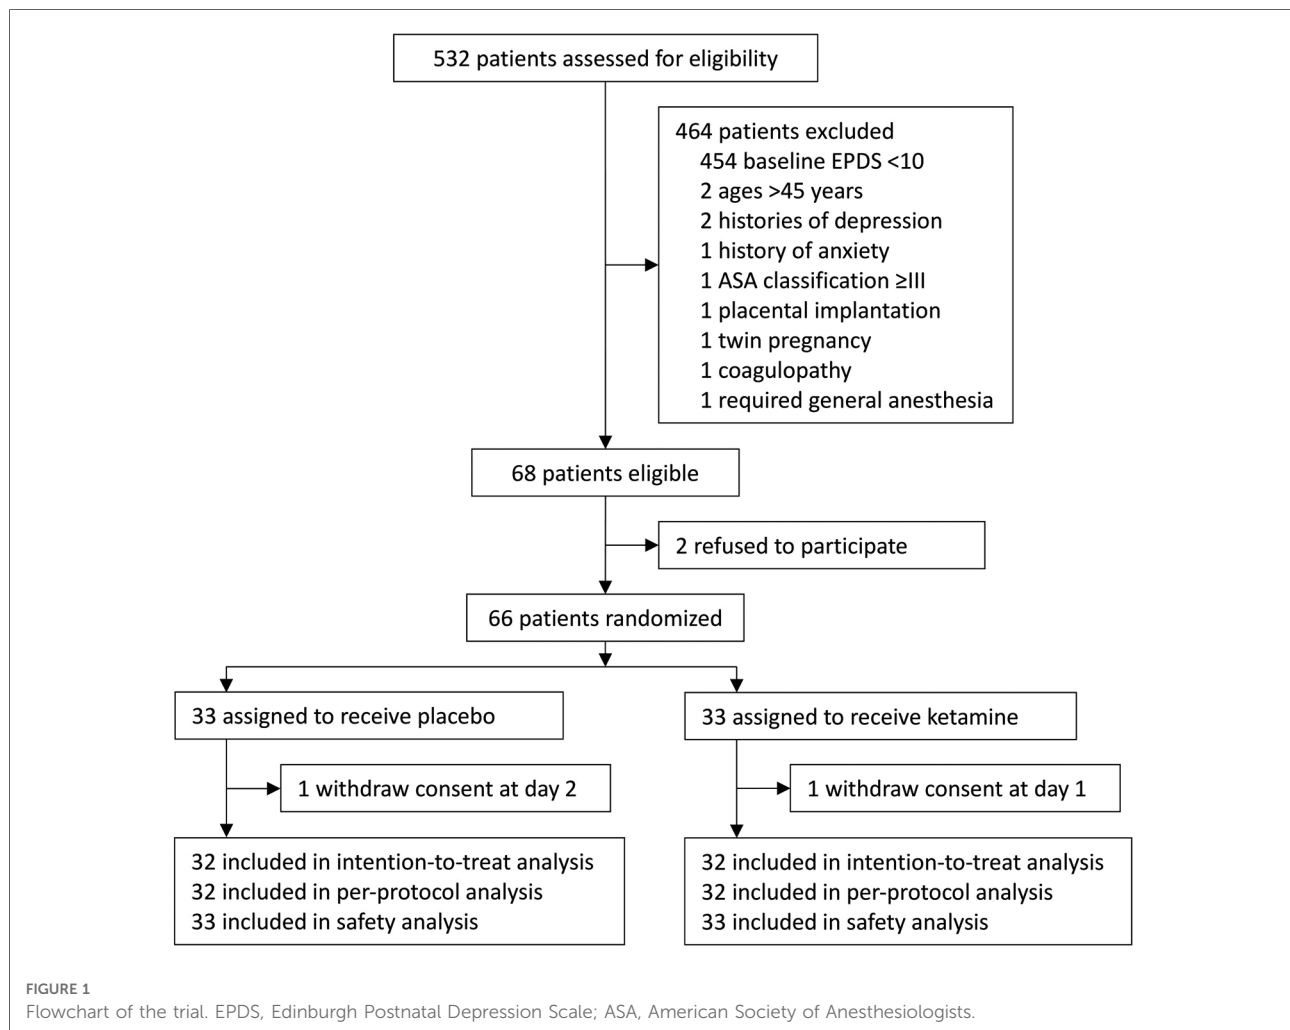 532 patients assessed for eligibility
464 patients excluded
454 baseline EPDS <10
2 ages >45 years
2 histories of depression
1 history of anxiety
1 ASA classification ≥III
1 placental implantation
1 twin pregnancy
1 coagulopathy
1 required general anesthesia
68 patients eligible
2 refused to participate
66 patients randomized
33 assigned to receive placebo
33 assigned to receive ketamine
1 withdraw consent at day 2
1 withdraw consent at day 1
32 included in intention-to-treat analysis
32 included in per-protocol analysis
33 included in safety analysis
32 included in intention-to-treat analysis
32 included in per-protocol analysis
33 included in safety analysis
FIGURE 1
Flowchart of the trial. EPDS, Edinburgh Postnatal Depression Scale; ASA, American Society of Anesthesiologists.